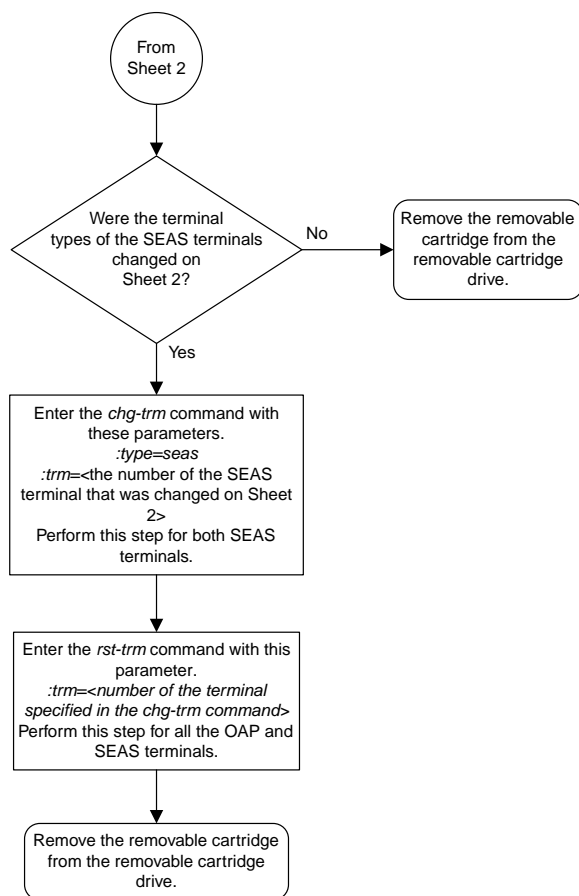 From
Sheet 2
Were the terminal
types of the SEAS terminals
changed on
Sheet 2?
No
Remove the removable
cartridge from the
removable cartridge
drive.
Yes
Enter the chg-trm command with
these parameters.
:type=seas
:trm=<the number of the SEAS
terminal that was changed on Sheet
2>
Perform this step for both SEAS
terminals.
Enter the rst-trm command with this
parameter.
:trm=<number of the terminal
specified in the chg-trm command>
Perform this step for all the OAP and
SEAS terminals.
Remove the removable cartridge
from the removable cartridge
drive.